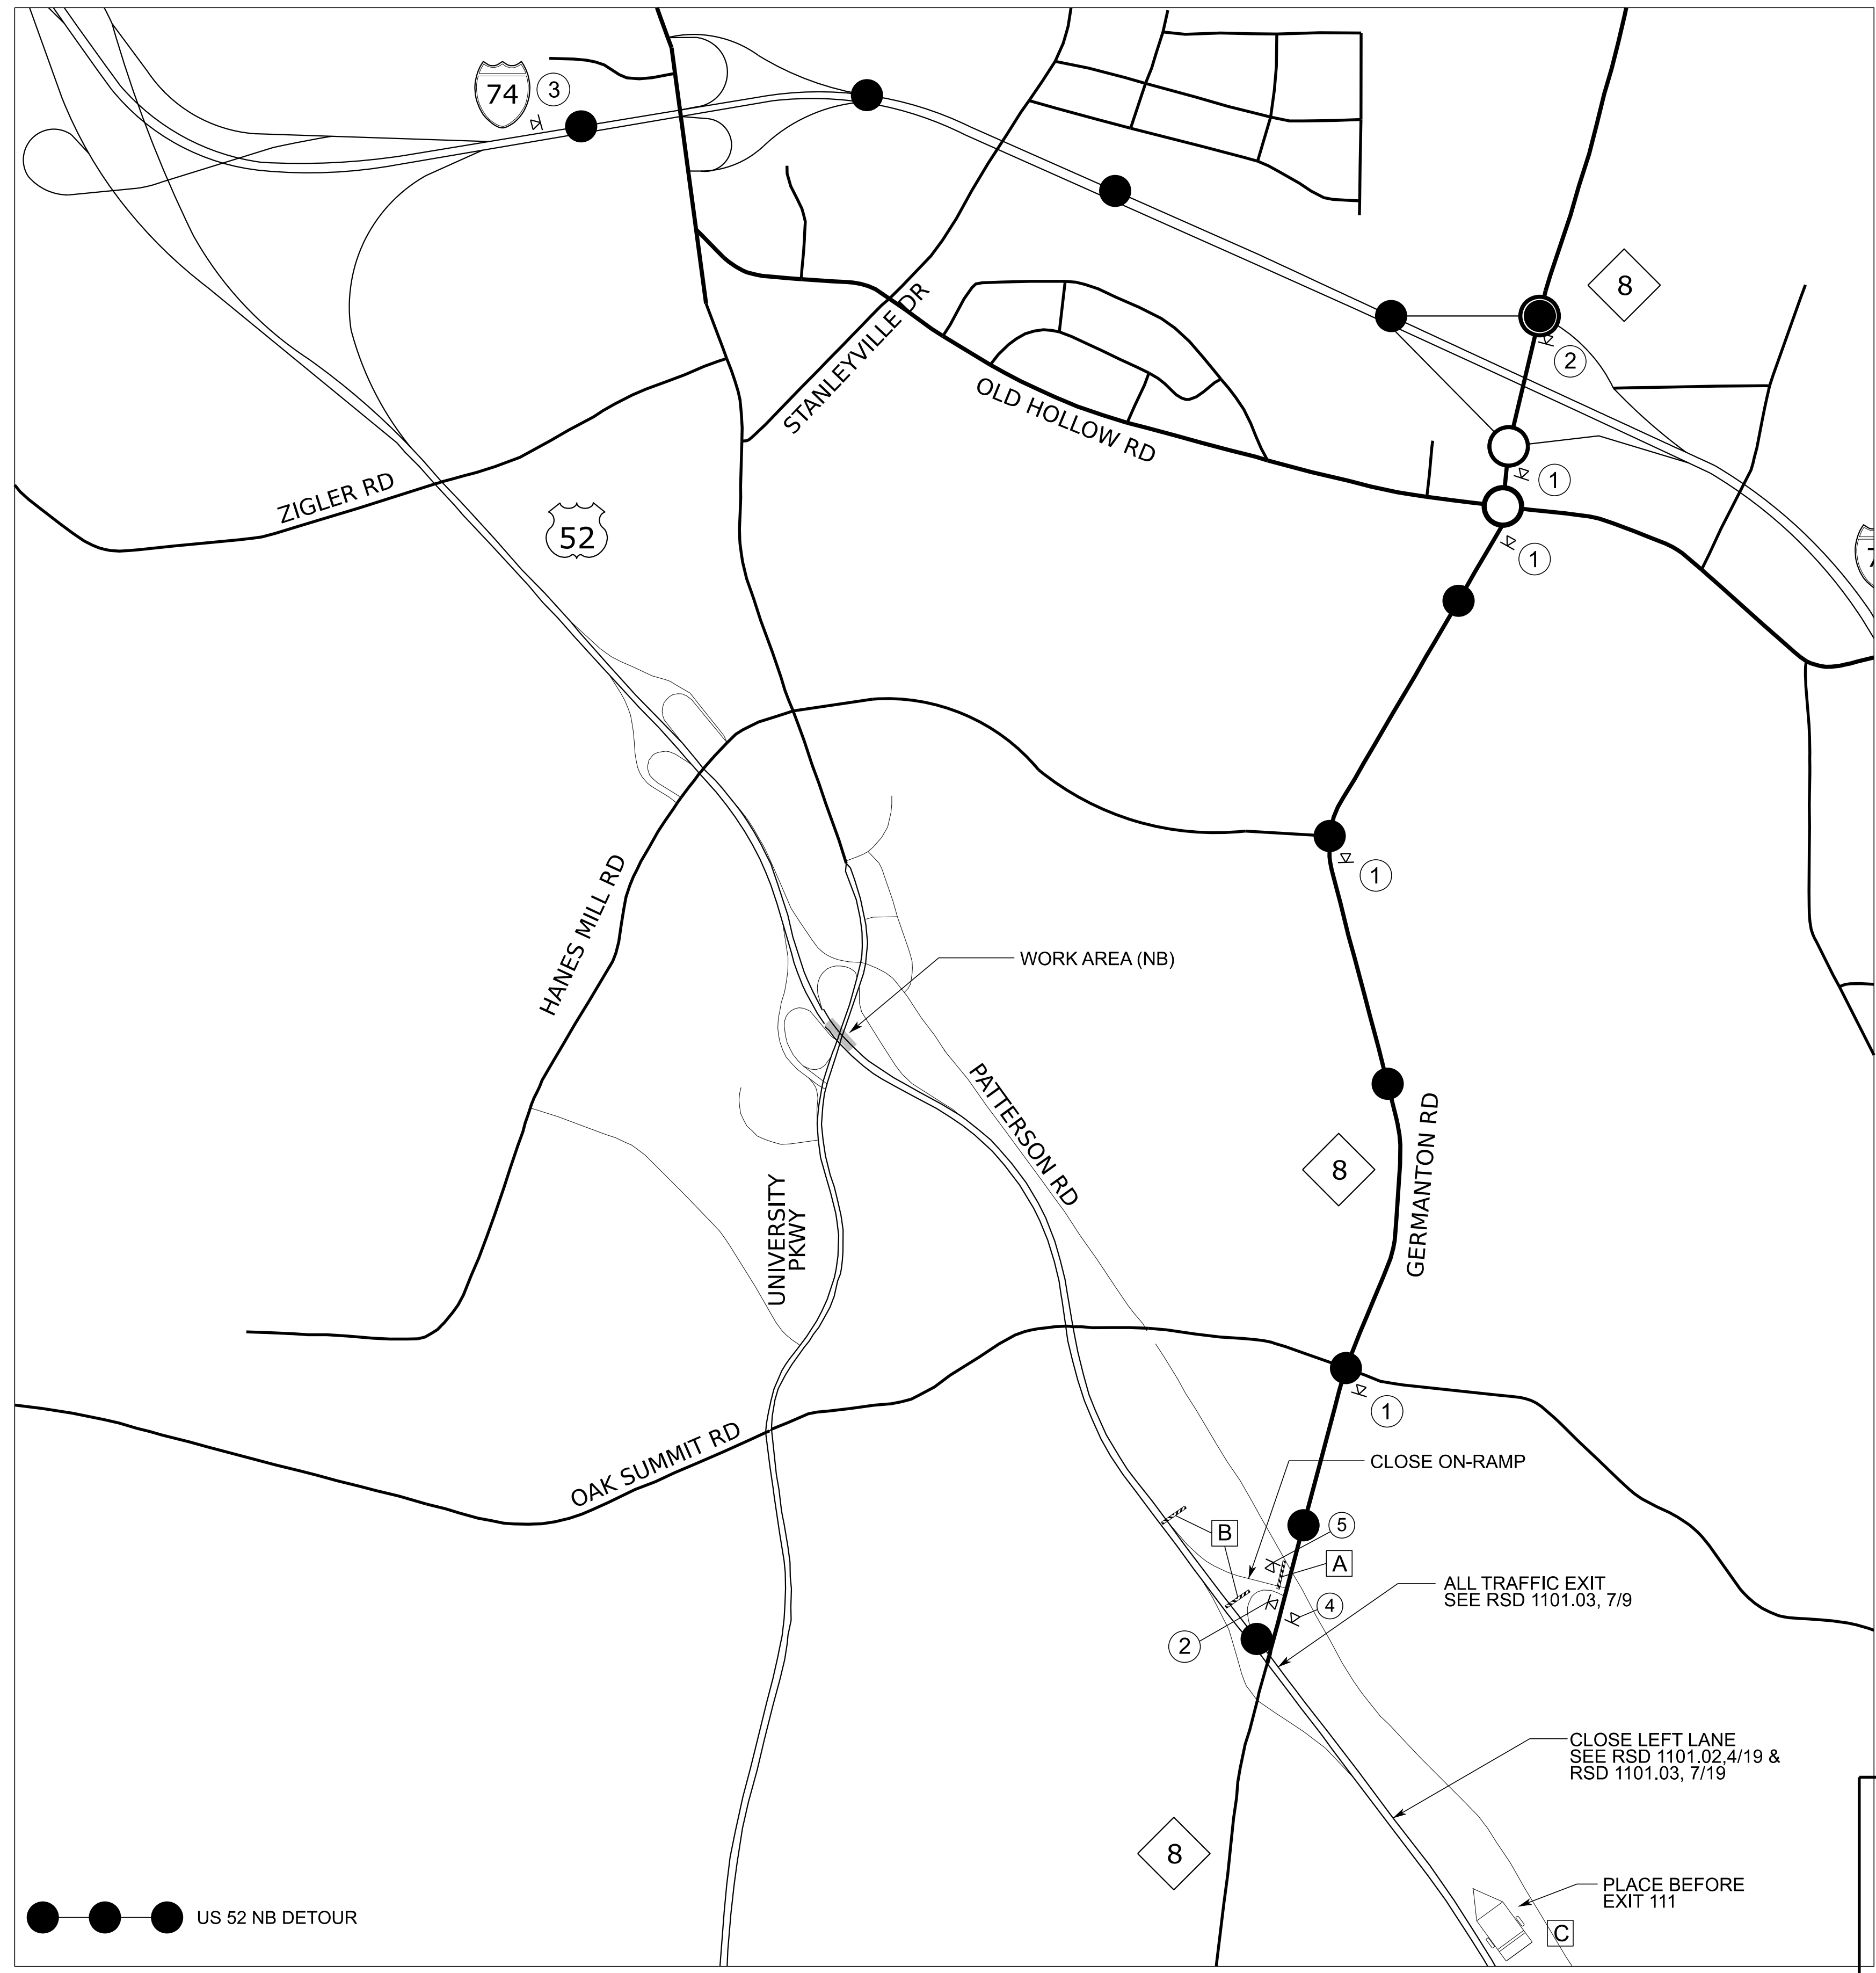 74
3
8
2
STANLEYVILLE DR
OLD HOLLOW RD
1
ZIGLER RD
52
1
7
1
HANES MILL RD
WORK AREA (NB)
PATTERSON RD
8
GERMANTON RD
UNIVERSITY
PKWY
1
OAK SUMMIT RD
CLOSE ON-RAMP
B
5
A
ALL TRAFFIC EXIT
SEE RSD 1101.03, 7/9
4
2
CLOSE LEFT LANE
SEE RSD 1101.02,4/19 &
RSD 1101.03, 7/19
8
PLACE BEFORE
EXIT 111
C
US 52 NB DETOUR